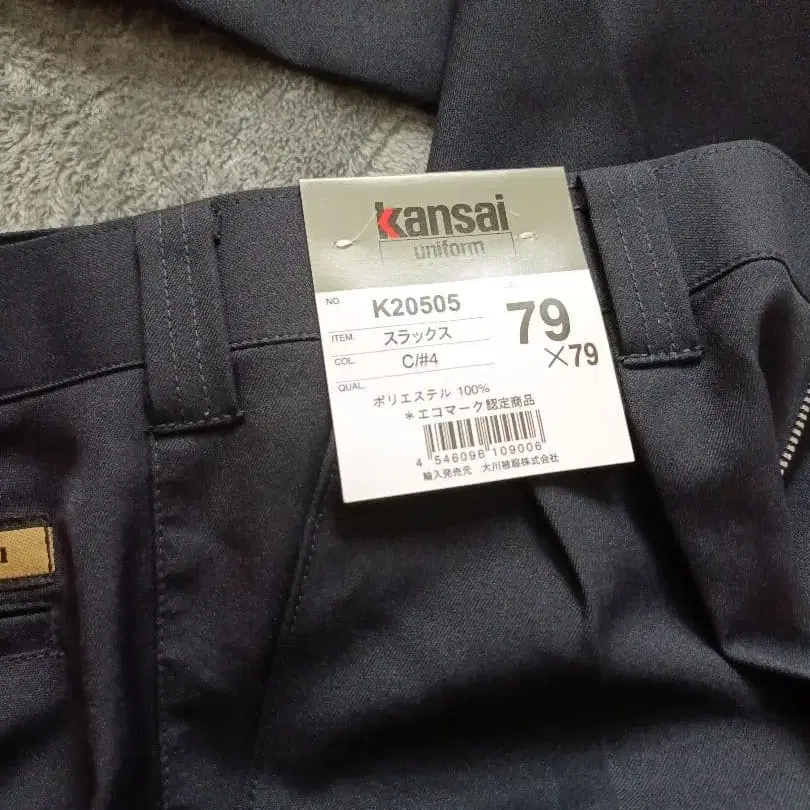 Kansai
uniform
NO. K20505
ITEM. スラックス
COL. C/#4
QUAL.
79
×79
ポリエステル 100%
*エコマーク認定商品
4 546096 109006
輸入発売元 大川被服株式会社